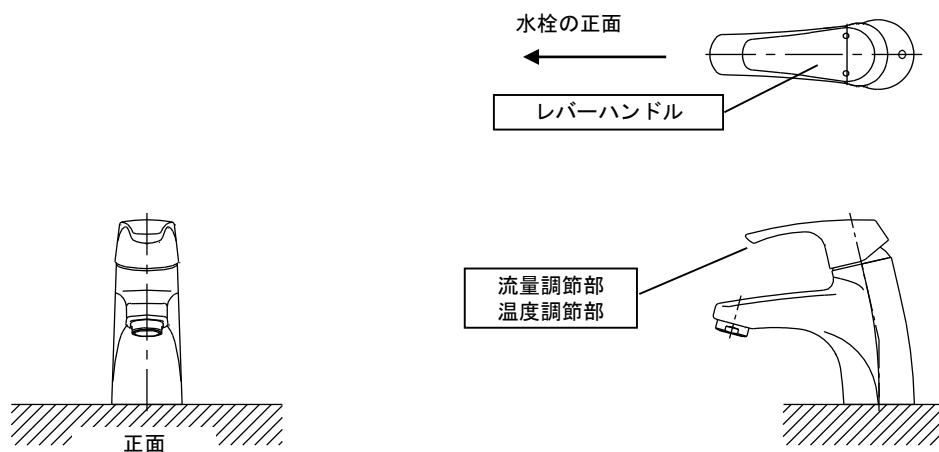 水栓の正面
レバーハンドル
流量調節部
温度調節部
正面